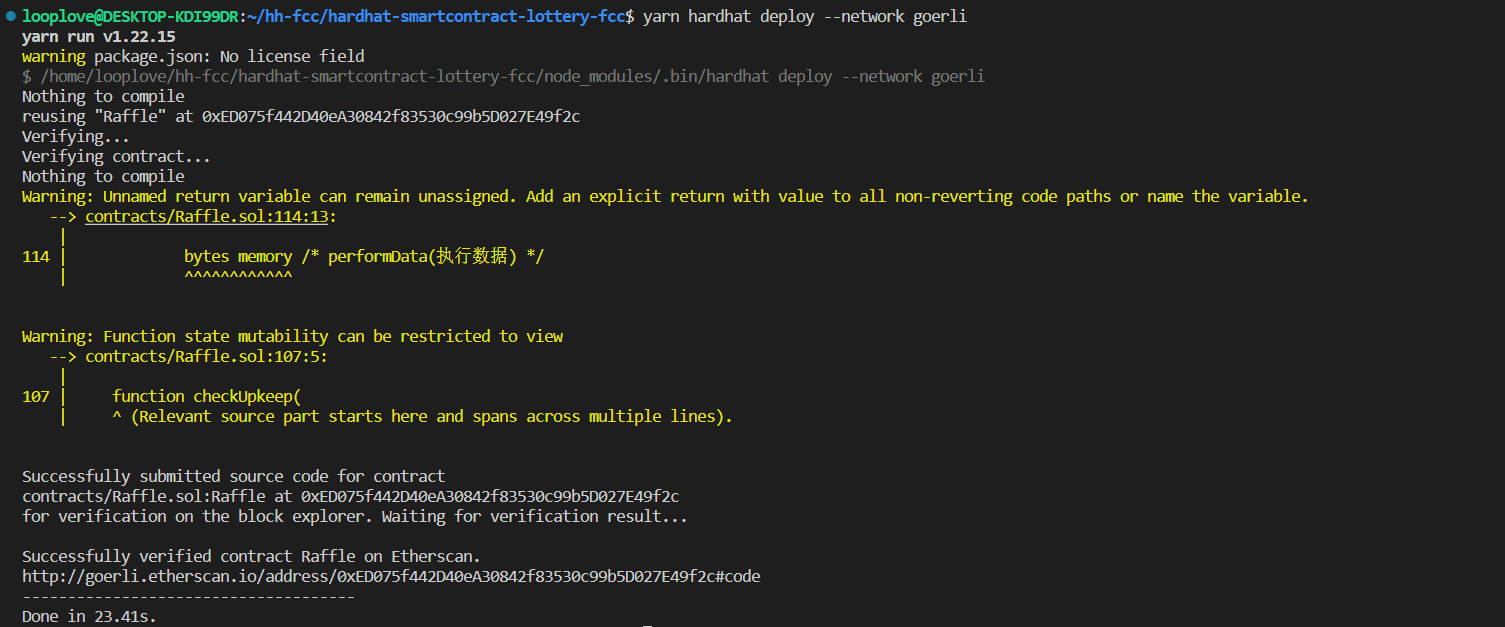 looplove@DESKTOP-KDI99DR:~/hh-fcc/hardhat-smartcontract-lottery-fcc$ yarn hardhat deploy --network goerli
yarn run v1.22.15
warning package.json: No license field
$ /home/looplove/hh-fcc/hardhat-smartcontract-lottery-fcc/node_modules/.bin/hardhat deploy --network goerli
Nothing to compile
reusing "Raffle" at 0xED075f442D40eA30842f83530c99b5D027E49f2c
Verifying...
Verifying contract...
Nothing to compile
Warning: Unnamed return variable can remain unassigned. Add an explicit return with value to all non-reverting code paths or name the variable.
--> contracts/Raffle.sol:114:13:
|
114 | bytes memory /* performData(执行数据) */
| ^^^^^^^^^^^^
Warning: Function state mutability can be restricted to view
--> contracts/Raffle.sol:107:5:
|
107 | function checkUpkeep(
| ^ (Relevant source part starts here and spans across multiple lines).
Successfully submitted source code for contract
contracts/Raffle.sol:Raffle at 0xED075f442D40eA30842f83530c99b5D027E49f2c
for verification on the block explorer. Waiting for verification result...
Successfully verified contract Raffle on Etherscan.
http://goerli.etherscan.io/address/0xED075f442D40eA30842f83530c99b5D027E49f2c#code
-------------------------------------
Done in 23.41s.